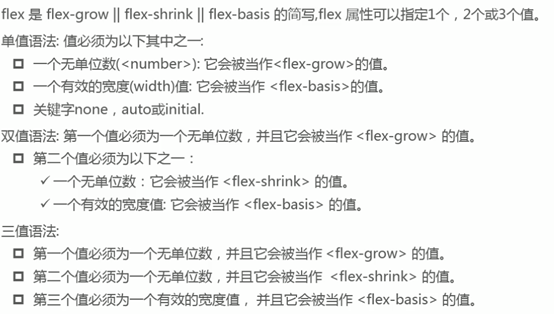 flex 是 flex-grow || flex-shrink || flex-basis 的简写,flex 属性可以指定1个，2个或3个值。
单值语法: 值必须为以下其中之一:
一个无单位数(<number>): 它会被当作<flex-grow>的值。
一个有效的宽度(width)值: 它会被当作 <flex-basis>的值。
关键字none，auto或initial.
双值语法: 第一个值必须为一个无单位数，并且它会被当作 <flex-grow> 的值。
第二个值必须为以下之一：
✓一个无单位数：它会被当作 <flex-shrink> 的值。
✓一个有效的宽度值: 它会被当作 <flex-basis> 的值。
三值语法:
第一个值必须为一个无单位数，并且它会被当作 <flex-grow> 的值。
第二个值必须为一个无单位数，并且它会被当作 <flex-shrink> 的值。
第三个值必须为一个有效的宽度值， 并且它会被当作 <flex-basis> 的值。